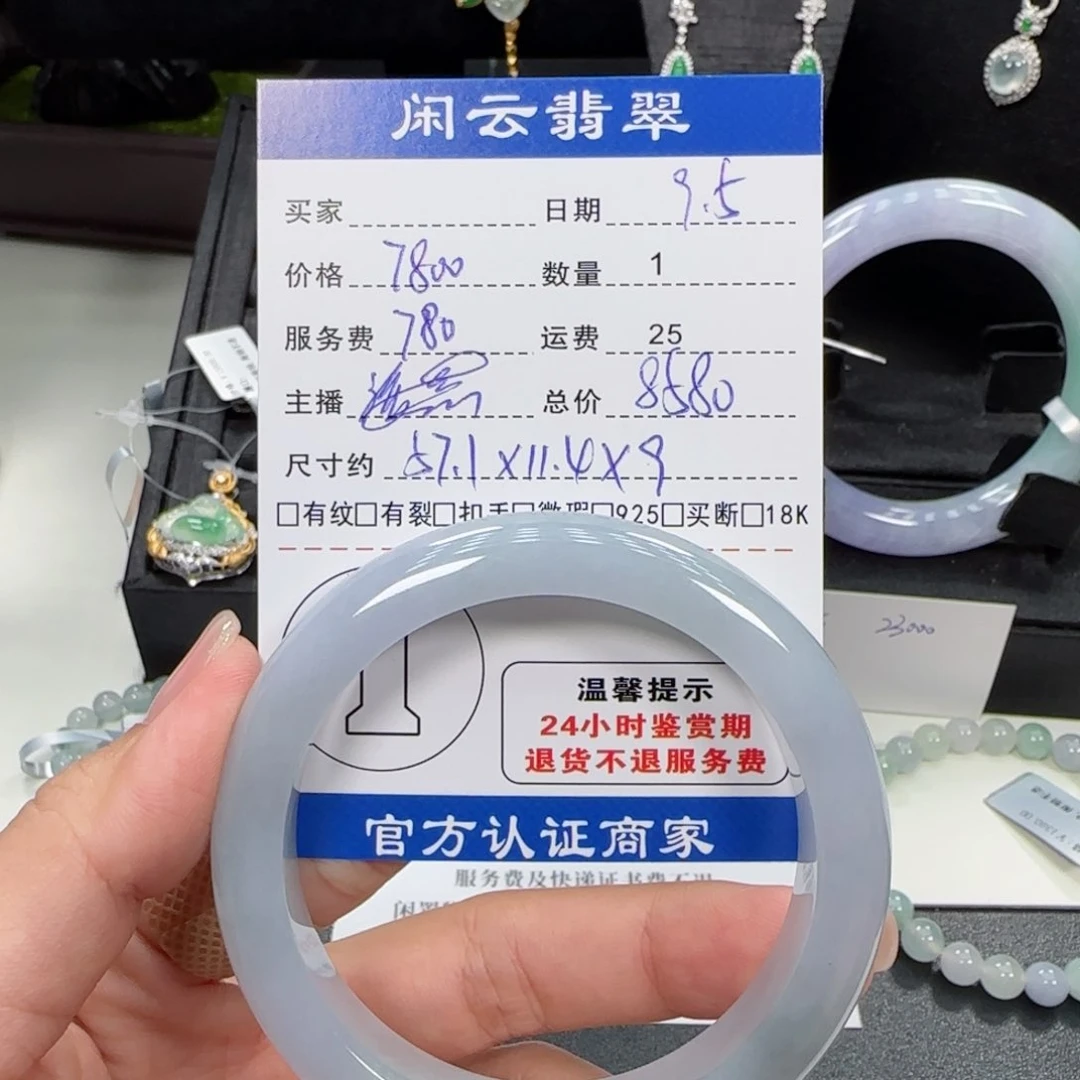 闲云翡翠
买家 日期 9.5
价格 7800 数量 1
服务费 780 运费 25
主播 总价 8580
尺寸约 57.1×11.4×9
□有纹□有裂□扣手□微瑕□925□买断□18K
温馨提示
24小时鉴赏期
退货不退服务费
官方认证商家
服务费及快递证书费不退
23000